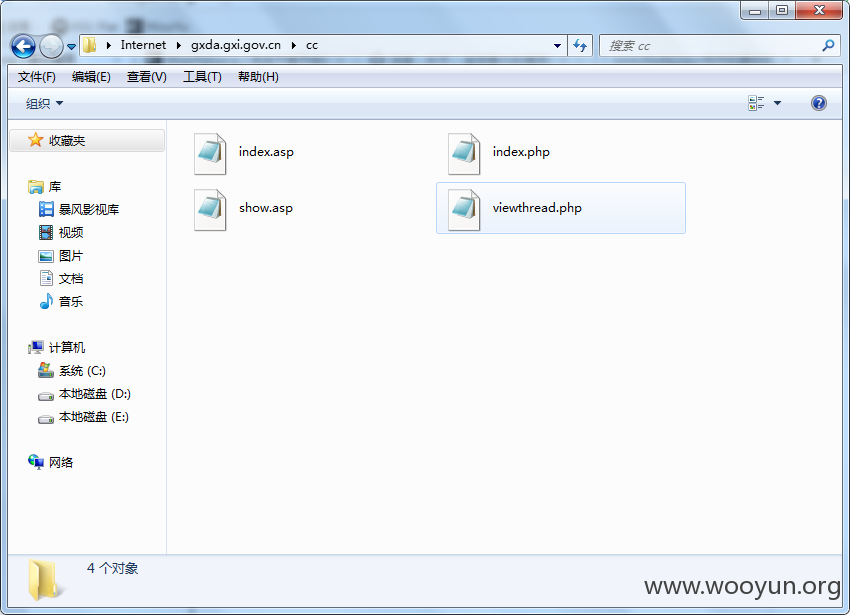 Internet gxda.gxi.gov.cn cc
搜索 cc
文件(F) 编辑(E) 查看(V) 工具(T) 帮助(H)
组织
收藏夹
库
暴风影视库
视频
图片
文档
音乐
计算机
系统 (C:)
本地磁盘 (D:)
本地磁盘 (E:)
网络
index.asp
index.php
show.asp
viewthread.php
4 个对象
www.wooyun.org